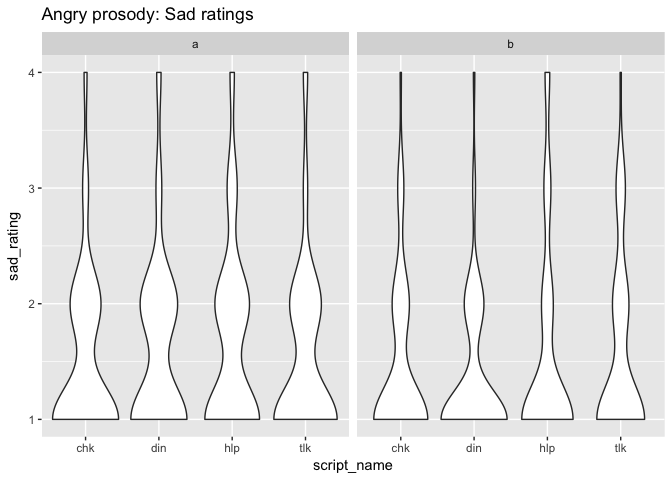 Angry prosody: Sad ratings
a b
4
3
2
1
sad_rating
chk din hlp tlk chk din hlp tlk
script_name